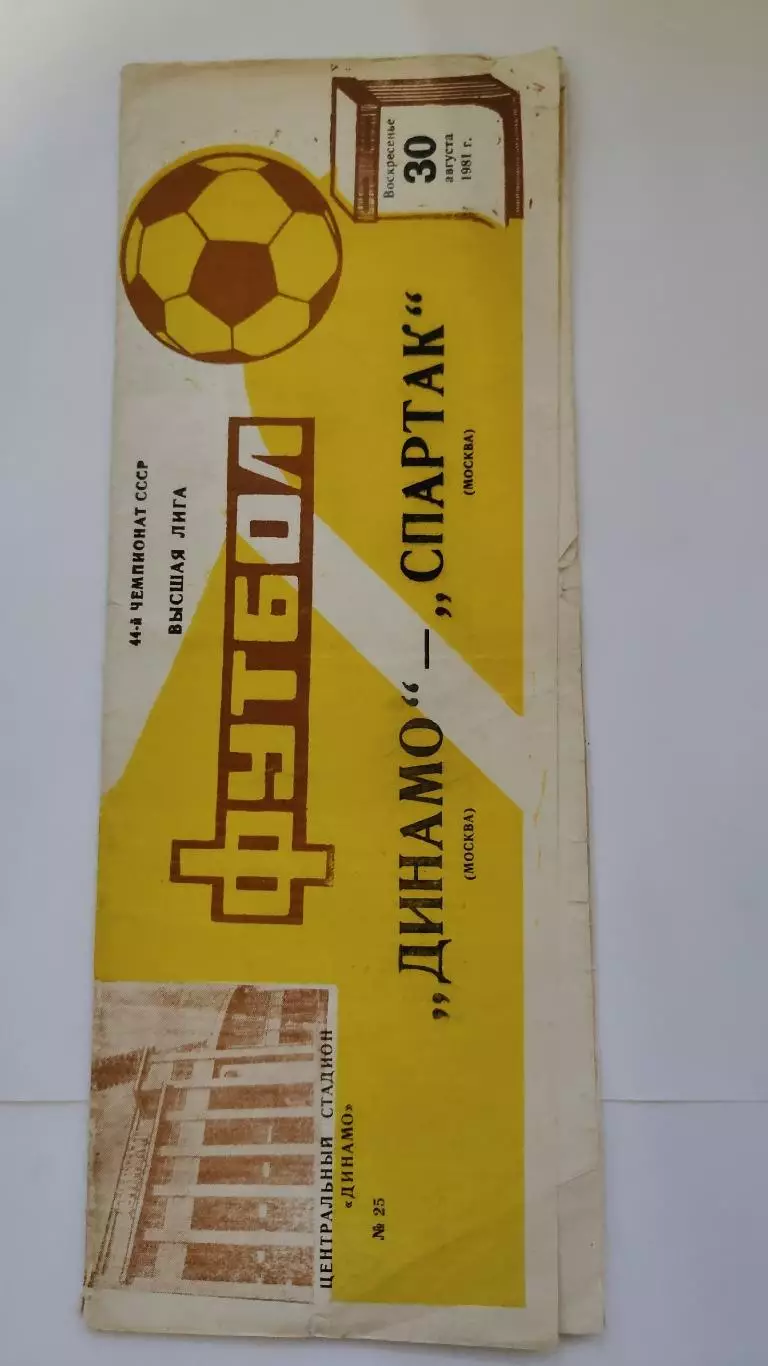 44-й ЧЕМПИОНАТ СССР
ВЫСШАЯ ЛИГА
Воскресенье
30
августа
1981 г.
ФУТБОЛ
„ДИНАМО“ — „СПАРТАК“
(МОСКВА) (МОСКВА)
ЦЕНТРАЛЬНЫЙ СТАДИОН
«ДИНАМО»
№ 25